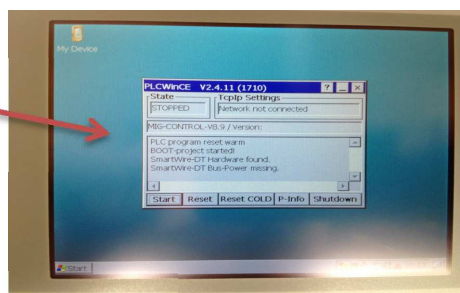 My Device
PLCWinCE V2.4.11 (1710)
State
TcpIp Settings
STOPPED
Network not connected
MIG-CONTROL-V8.9 / Version:
PLC program reset warm
BOOT-project started!
SmartWire-DT Hardware found.
SmartWire-DT Bus-Power missing.
Start Reset Reset COLD P-Info Shutdown
Start